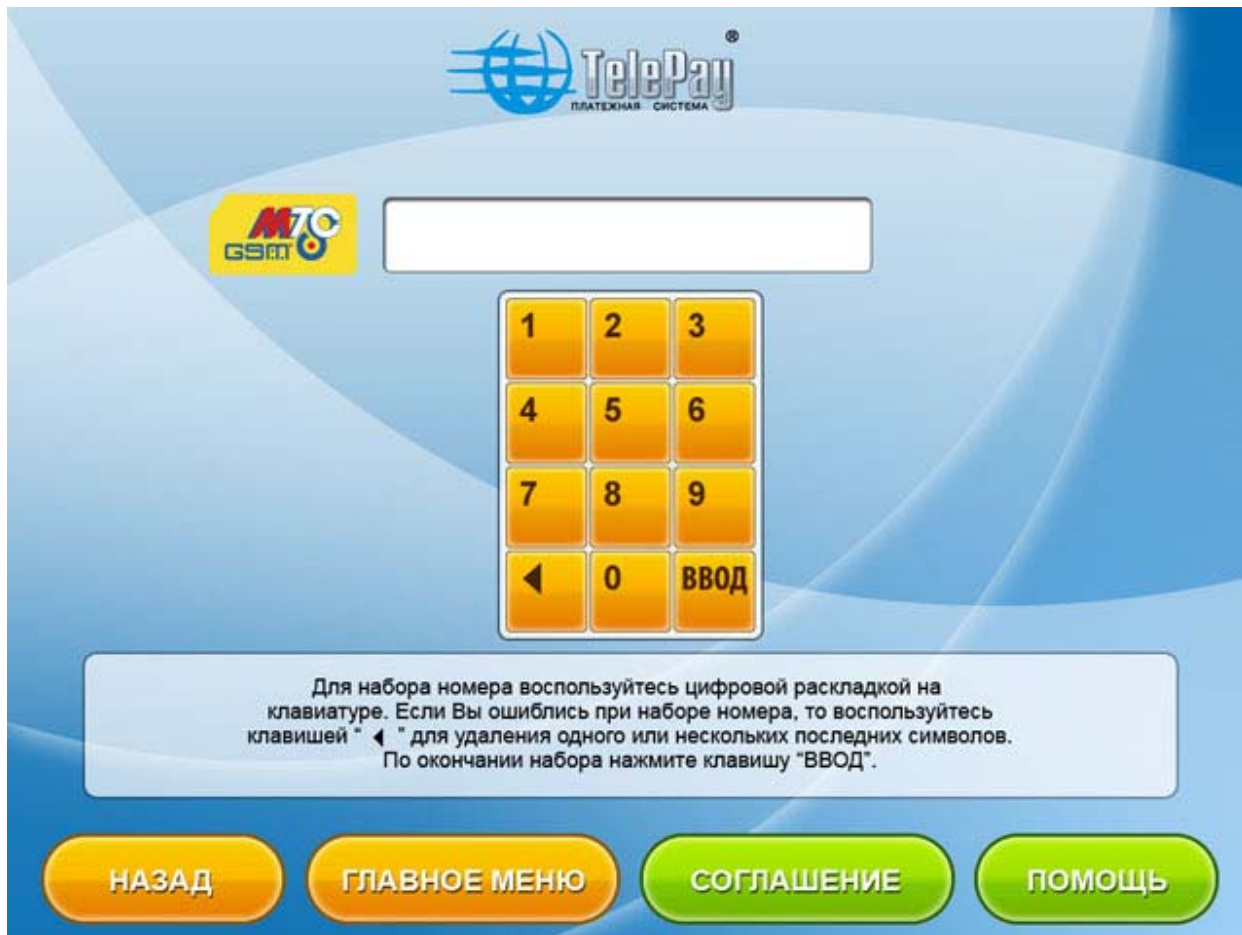 TelePay®
ПЛАТЕЖНАЯ СИСТЕМА
МТС
GSM
1 2 3
4 5 6
7 8 9
◀ 0 ВВОД
Для набора номера воспользуйтесь цифровой раскладкой на
клавиатуре. Если Вы ошиблись при наборе номера, то воспользуйтесь
клавишей “ ◀ ” для удаления одного или нескольких последних символов.
По окончании набора нажмите клавишу “ВВОД”.
НАЗАД ГЛАВНОЕ МЕНЮ СОГЛАШЕНИЕ ПОМОЩЬ